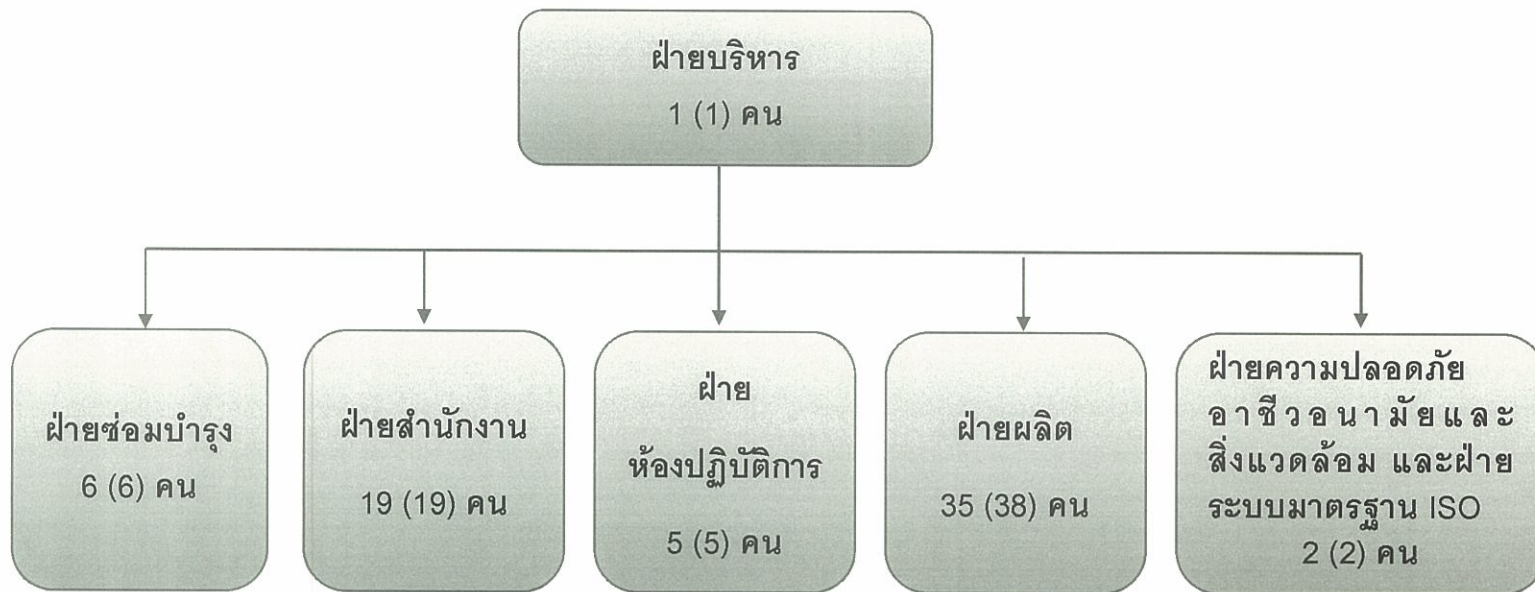 ฝ่ายบริหาร
1 (1) คน
ฝ่ายซ่อมบำรุง
6 (6) คน
ฝ่ายสำนักงาน
19 (19) คน
ฝ่าย
ห้องปฏิบัติการ
5 (5) คน
ฝ่ายผลิต
35 (38) คน
ฝ่ายความปลอดภัย
อาชีวอนามัยและ
สิ่งแวดล้อม และฝ่าย
ระบบมาตรฐาน ISO
2 (2) คน